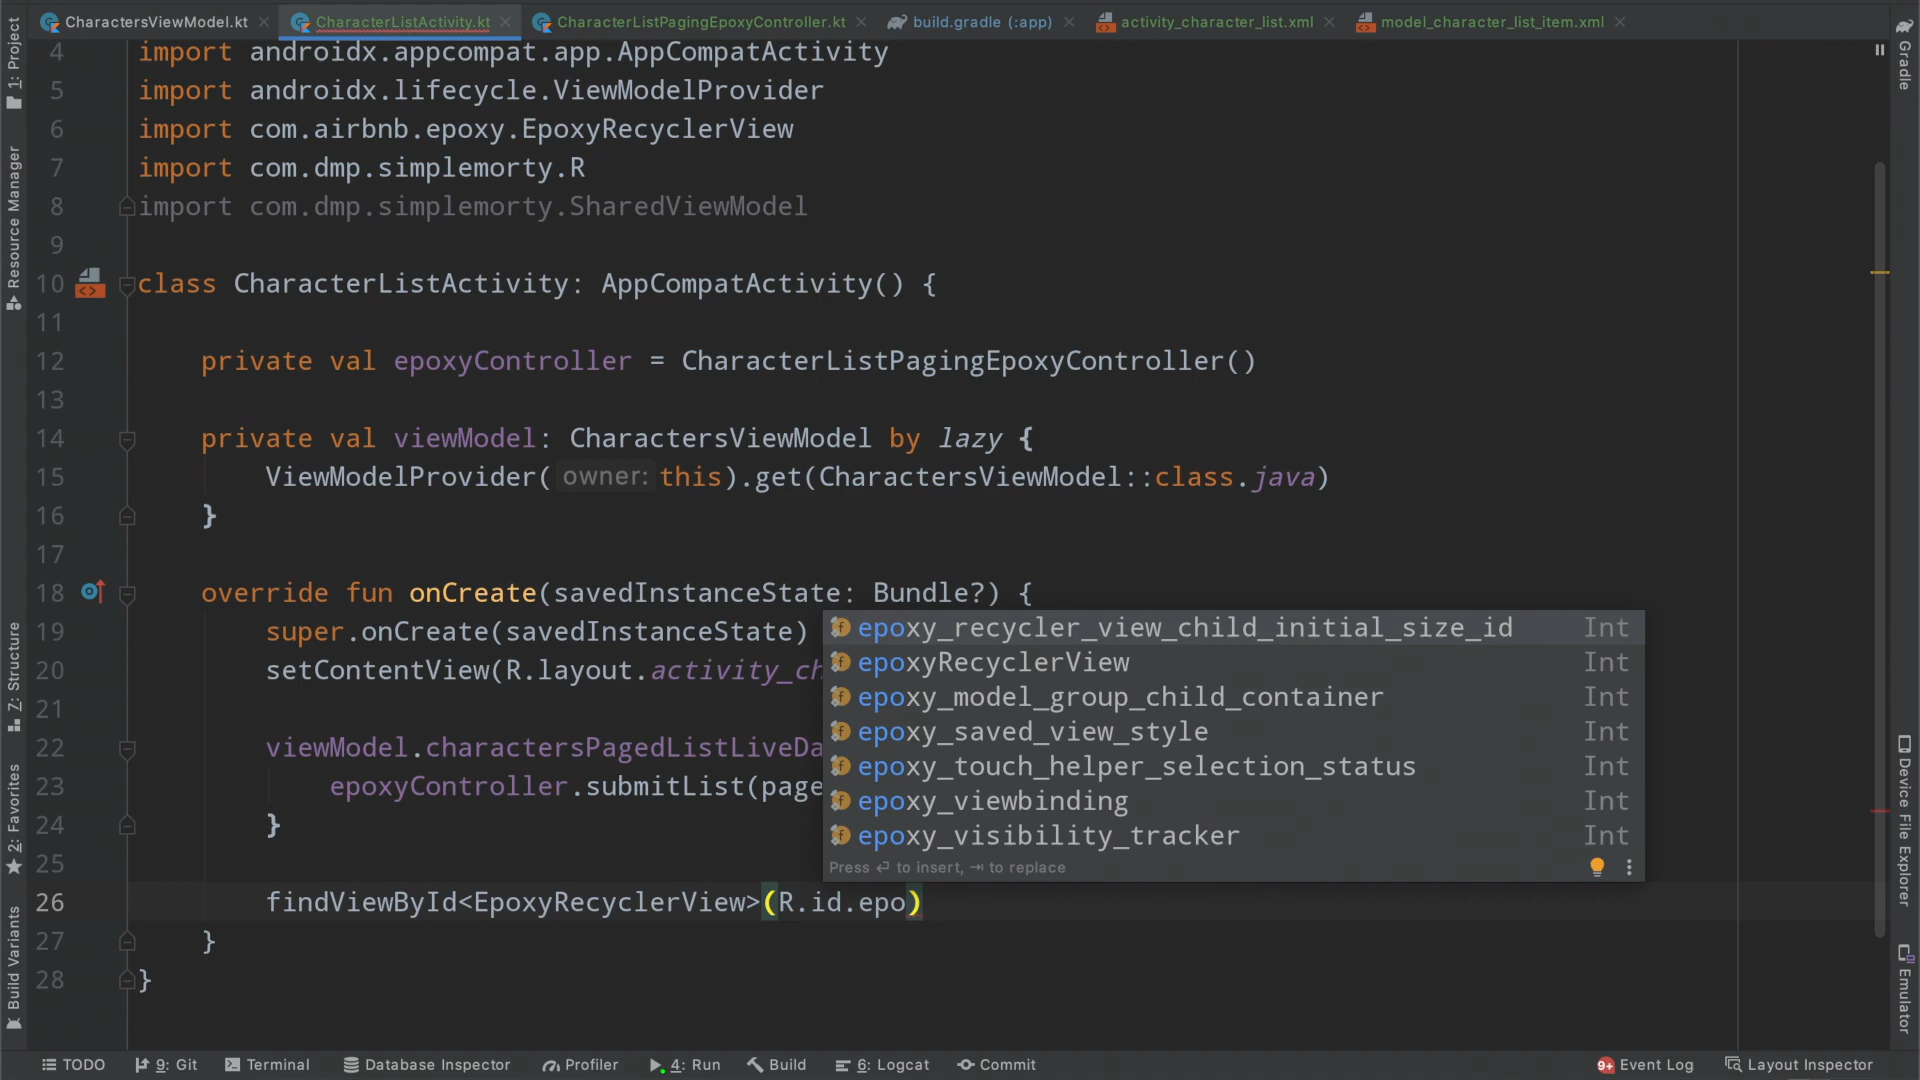 CharactersViewModel.kt
CharacterListActivity.kt
CharacterListPagingEpoxyController.kt
build.gradle (:app)
activity_character_list.xml
model_character_list_item.xml
1: Project
Resource Manager
Z: Structure
2: Favorites
Build Variants
4 import androidx.appcompat.app.AppCompatActivity
5 import androidx.lifecycle.ViewModelProvider
6 import com.airbnb.epoxy.EpoxyRecyclerView
7 import com.dmp.simplemorty.R
8 import com.dmp.simplemorty.SharedViewModel
9
10 class CharacterListActivity: AppCompatActivity() {
11
12 private val epoxyController = CharacterListPagingEpoxyController()
13
14 private val viewModel: CharactersViewModel by lazy {
15 ViewModelProvider( owner: this).get(CharactersViewModel::class.java)
16 }
17
18 override fun onCreate(savedInstanceState: Bundle?) {
19 super.onCreate(savedInstanceState)
20 setContentView(R.layout.activity_ch
21
22 viewModel.charactersPagedListLiveDa
23 epoxyController.submitList(page
24 }
25
26 findViewById<EpoxyRecyclerView>(R.id.epo)
27 }
28 }
epoxy_recycler_view_child_initial_size_id Int
epoxyRecyclerView Int
epoxy_model_group_child_container Int
epoxy_saved_view_style Int
epoxy_touch_helper_selection_status Int
epoxy_viewbinding Int
epoxy_visibility_tracker Int
Press ↩ to insert, ⇥ to replace
Gradle
Device File Explorer
Emulator
TODO
9: Git
Terminal
Database Inspector
Profiler
4: Run
Build
6: Logcat
Commit
9+ Event Log
Layout Inspector